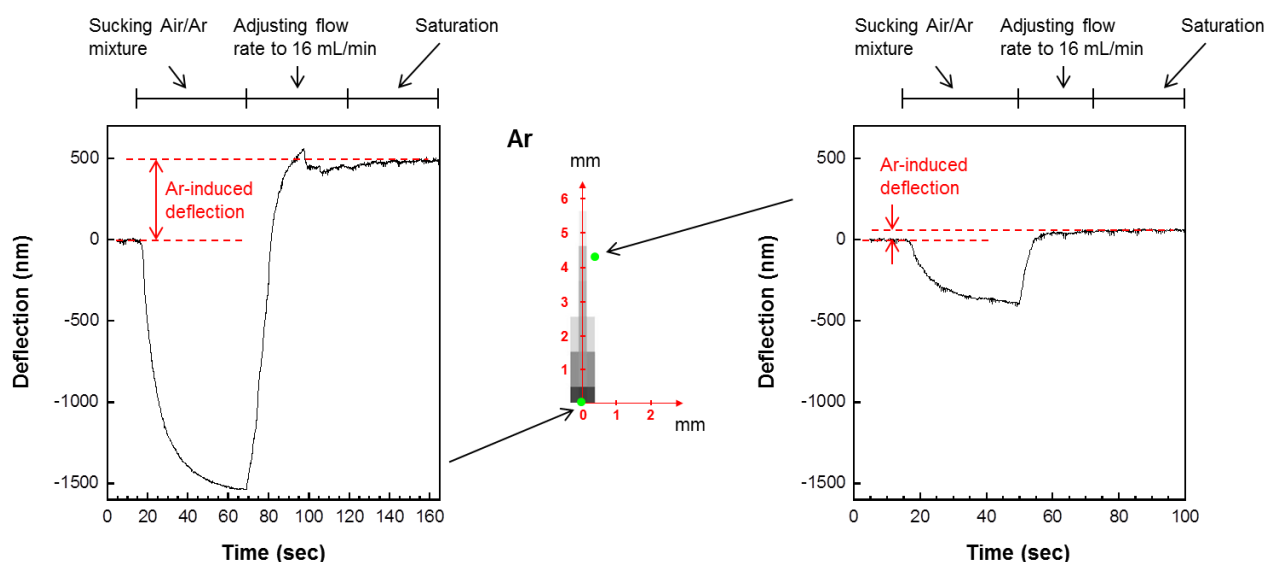 Sucking Air/Ar
mixture
Adjusting flow
rate to 16 mL/min
Saturation
500
0
-500
-1000
-1500
Deflection (nm)
Ar-induced
deflection
0 20 40 60 80 100 120 140 160
Time (sec)
Ar
mm
6
5
4
3
2
1
0 1 2
mm
Sucking Air/Ar
mixture
Adjusting flow
rate to 16 mL/min
Saturation
500
0
-500
-1000
-1500
Deflection (nm)
Ar-induced
deflection
0 20 40 60 80 100
Time (sec)